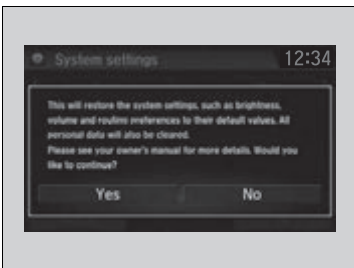 System settings
12:34
This will restore the system settings, such as brightness,
volume and routing preferences to their default values. All
personal data will also be cleared.
Please see your owner's manual for more details. Would you
like to continue?
Yes
No